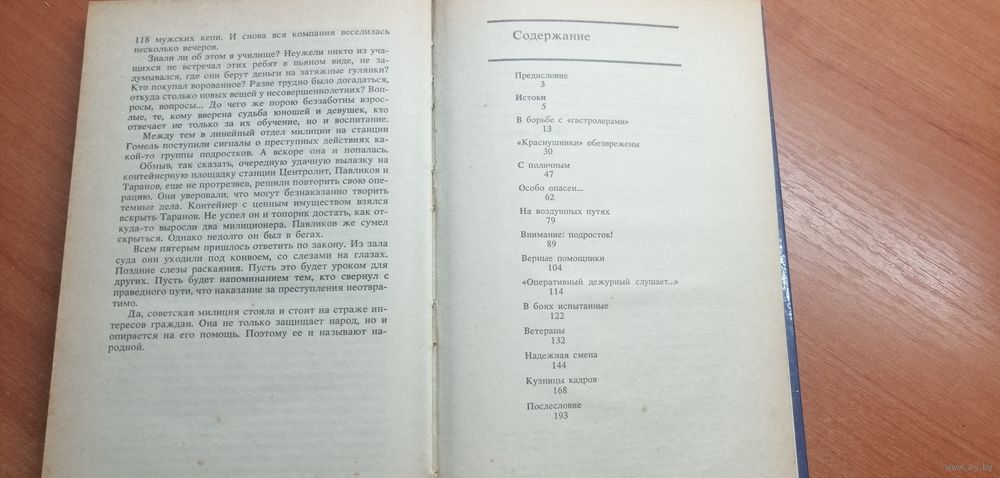 118 мужских кепи. И снова вся компания веселилась
несколько вечеров.
Знали ли об этом в училище? Неужели никто из уча-
щихся не встречал этих ребят в пьяном виде, не за-
думывался, где они берут деньги на затяжные гулянки?
Кто покупал ворованное? Разве трудно было догадаться,
откуда столько новых вещей у несовершеннолетних? Воп-
росы, вопросы... До чего же порою беззаботны взрос-
лые, те, кому вверена судьба юношей и девушек, кто
отвечает не только за их обучение, но и воспитание.
Между тем в линейный отдел милиции на станции
Гомель поступили сигналы о преступных действиях ка-
кой-то группы подростков. А вскоре она и попалась.
Обмыв, так сказать, очередную удачную вылазку на
контейнерную площадку станции Центролит, Павликов и
Таранов, еще не протрезвев, решили повторить свою опе-
рацию. Они уверовали, что могут безнаказанно творить
темные дела. Контейнер с ценным имуществом взялся
вскрыть Таранов. Не успел он и топорик достать, как от-
куда-то выросли два милиционера. Павликов же сумел
скрыться. Однако недолго он был в бегах.
Всем пятерым пришлось ответить по закону. Из зала
суда они уходили под конвоем, со слезами на глазах.
Поздние слезы раскаяния. Пусть это будет уроком для
других. Пусть будет напоминанием тем, кто свернул с
праведного пути, что наказание за преступления неотвра-
тимо.
Да, советская милиция стояла и стоит на страже ин-
тересов граждан. Она не только защищает народ, но и
опирается на его помощь. Поэтому ее и называют на-
родной.
Содержание
Предисловие
3
Истоки
5
В борьбе с «гастролерами»
13
«Краснушники» обезврежены
30
С поличным
47
Особо опасен...
62
На воздушных путях
79
Внимание: подросток!
89
Верные помощники
104
«Оперативный дежурный слушает...»
114
В боях испытанные
122
Ветераны
132
Надежная смена
144
Кузницы кадров
168
Послесловие
193
www.ay.by